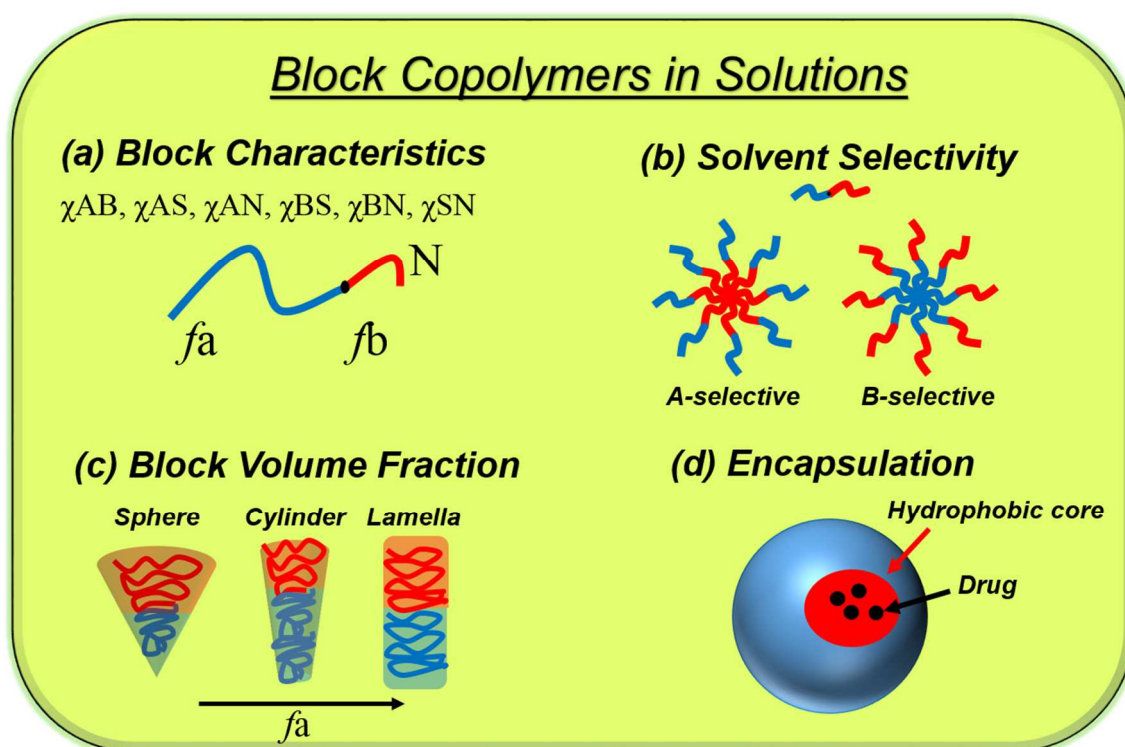 Block Copolymers in Solutions
(a) Block Characteristics
χAB, χAS, χAN, χBS, χBN, χSN
N
fa
fb
(b) Solvent Selectivity
A-selective
B-selective
(c) Block Volume Fraction
Sphere
Cylinder
Lamella
fa
(d) Encapsulation
Hydrophobic core
Drug